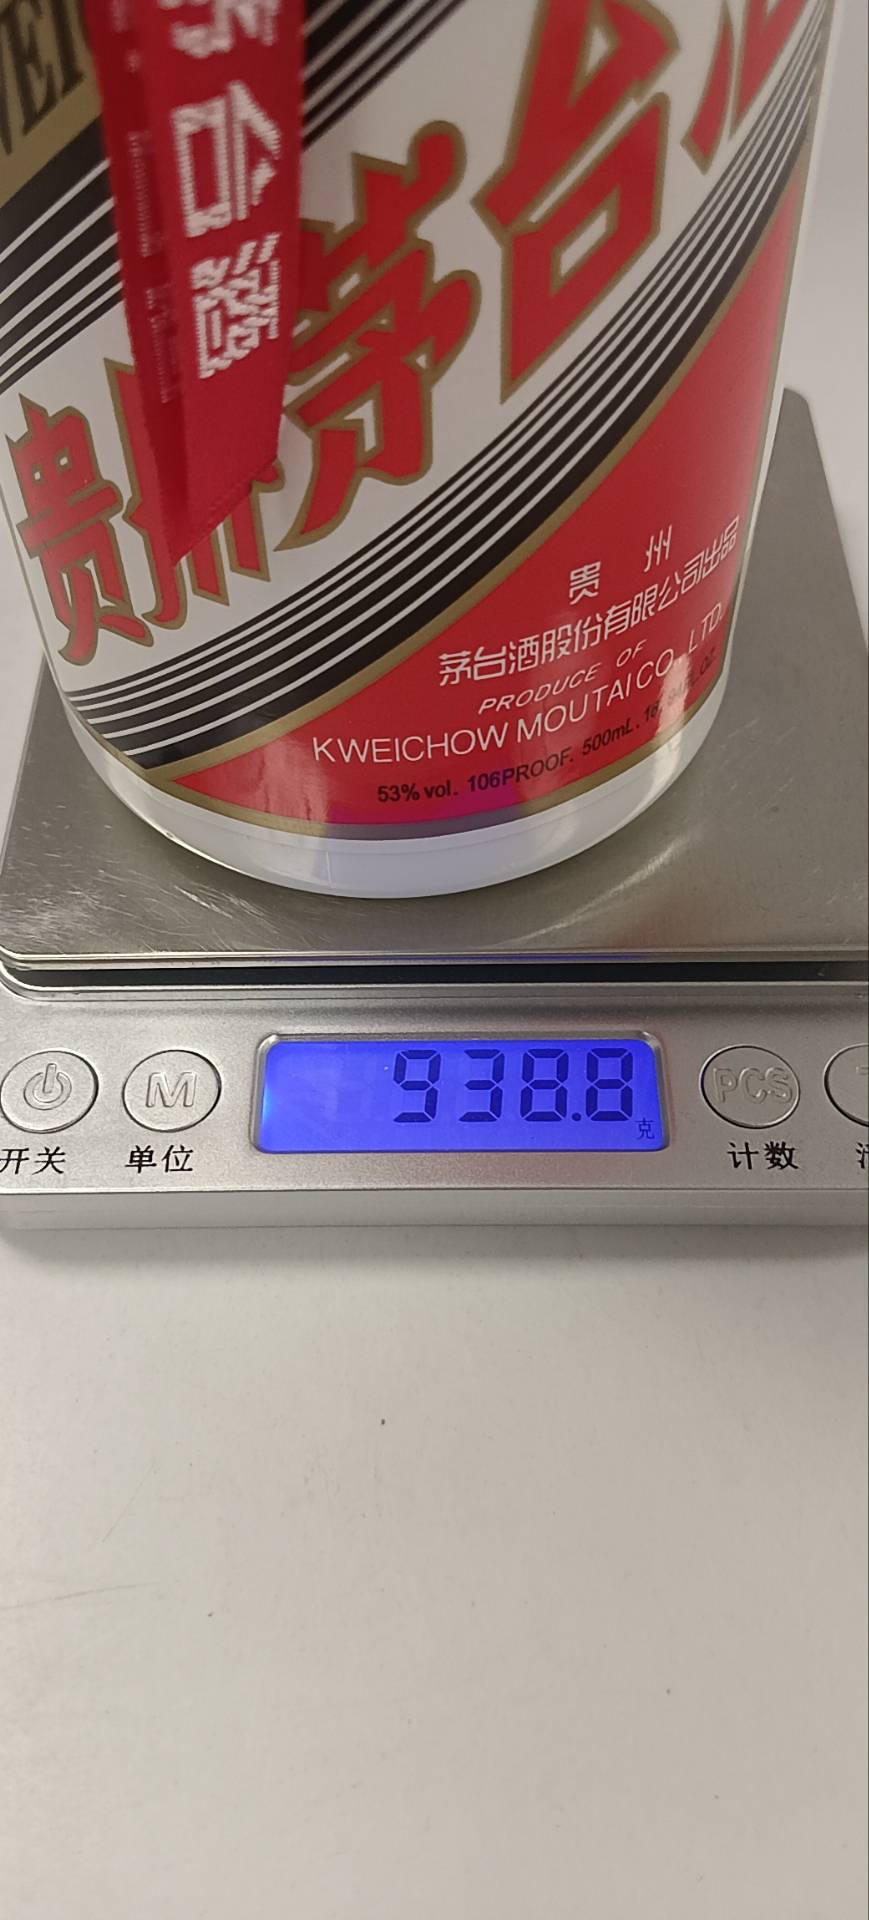 贵州茅台
贵 州
茅台酒股份有限公司出品
PRODUCE OF
KWEICHOW MOUTAI CO., LTD.
53% vol. 106PROOF. 500mL.
938.8
克
M
PCS
开关
单位
计数